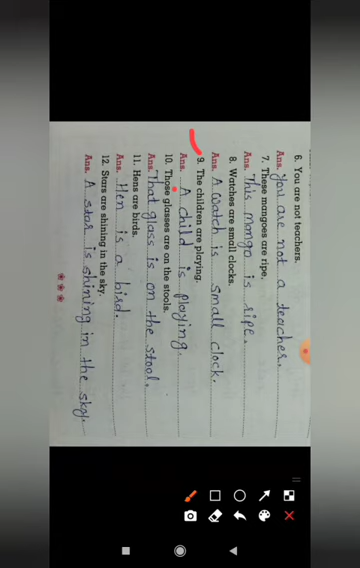 6. You are not teachers.
Ans. You are not a teacher.
7. These mangoes are ripe.
Ans. This mango is ripe.
8. Watches are small clocks.
Ans. A watch is small clock.
9. The children are playing.
Ans. A child is playing.
10. Those glasses are on the stools.
Ans. That glass is on the stool.
11. Hens are birds.
Ans. Hen is a bird.
12. Stars are shining in the sky.
Ans. A star is shining in the sky.